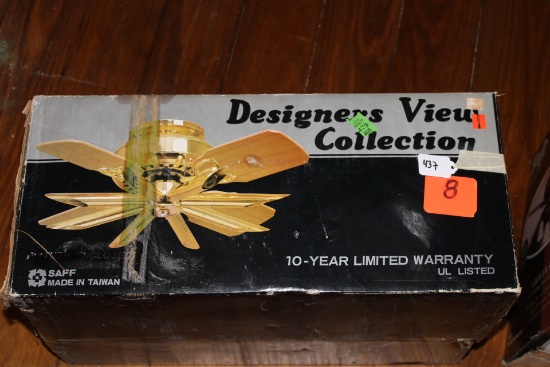 Designers View
Collection
437
8
10-YEAR LIMITED WARRANTY
UL LISTED
SAFF
MADE IN TAIWAN